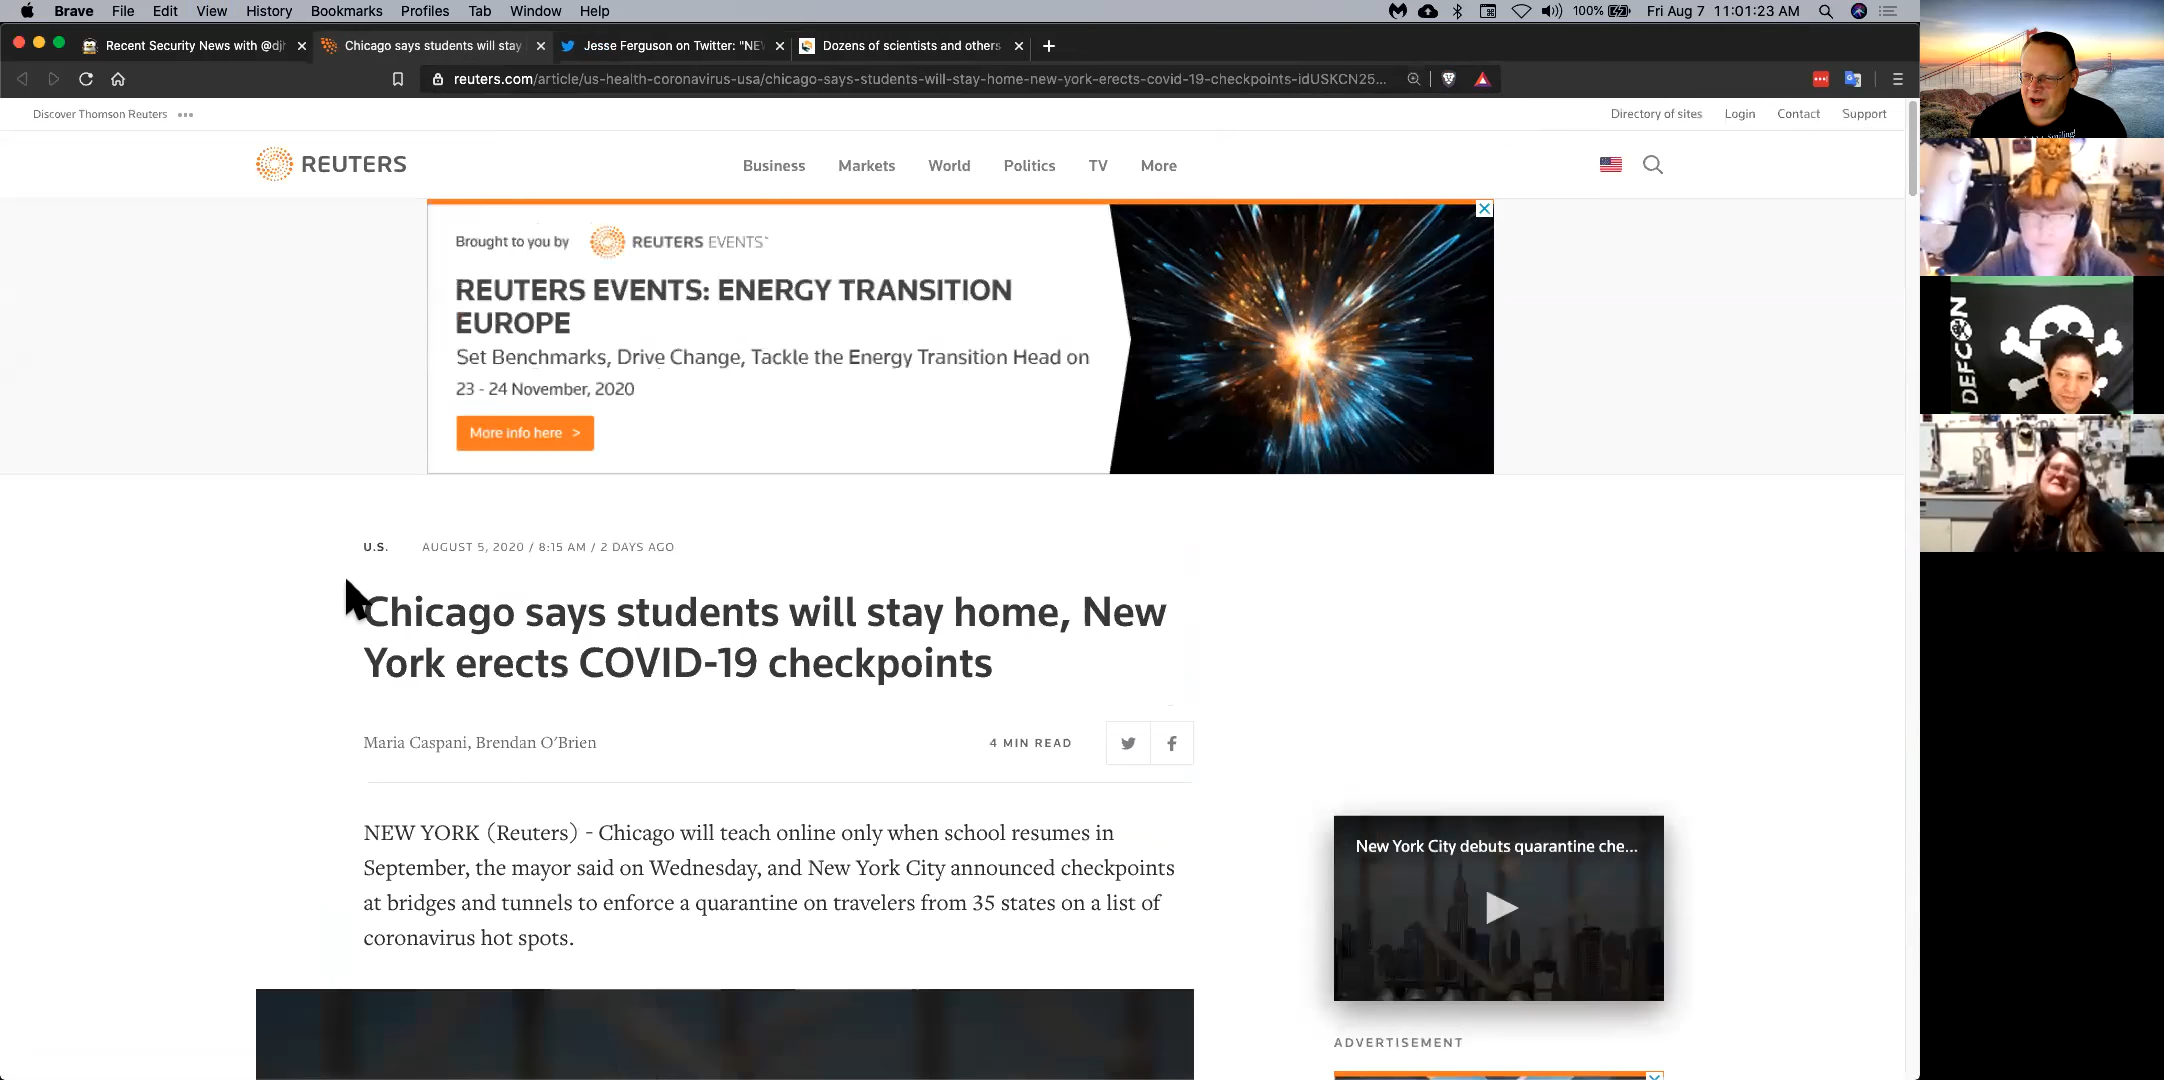 Brave File Edit View History Bookmarks Profiles Tab Window Help 100% Fri Aug 7 11:01:23 AM
Recent Security News with @djh Chicago says students will stay Jesse Ferguson on Twitter: "NEW Dozens of scientists and others
reuters.com/article/us-health-coronavirus-usa/chicago-says-students-will-stay-home-new-york-erects-covid-19-checkpoints-idUSKCN25...
Discover Thomson Reuters Directory of sites Login Contact Support
REUTERS Business Markets World Politics TV More
Brought to you by REUTERS EVENTS
REUTERS EVENTS: ENERGY TRANSITION
EUROPE
Set Benchmarks, Drive Change, Tackle the Energy Transition Head on
23 - 24 November, 2020
More info here >
U.S. AUGUST 5, 2020 / 8:15 AM / 2 DAYS AGO
Chicago says students will stay home, New
York erects COVID-19 checkpoints
Maria Caspani, Brendan O'Brien 4 MIN READ
NEW YORK (Reuters) - Chicago will teach online only when school resumes in
September, the mayor said on Wednesday, and New York City announced checkpoints
at bridges and tunnels to enforce a quarantine on travelers from 35 states on a list of
coronavirus hot spots.
New York City debuts quarantine che...
ADVERTISEMENT
DEFCON